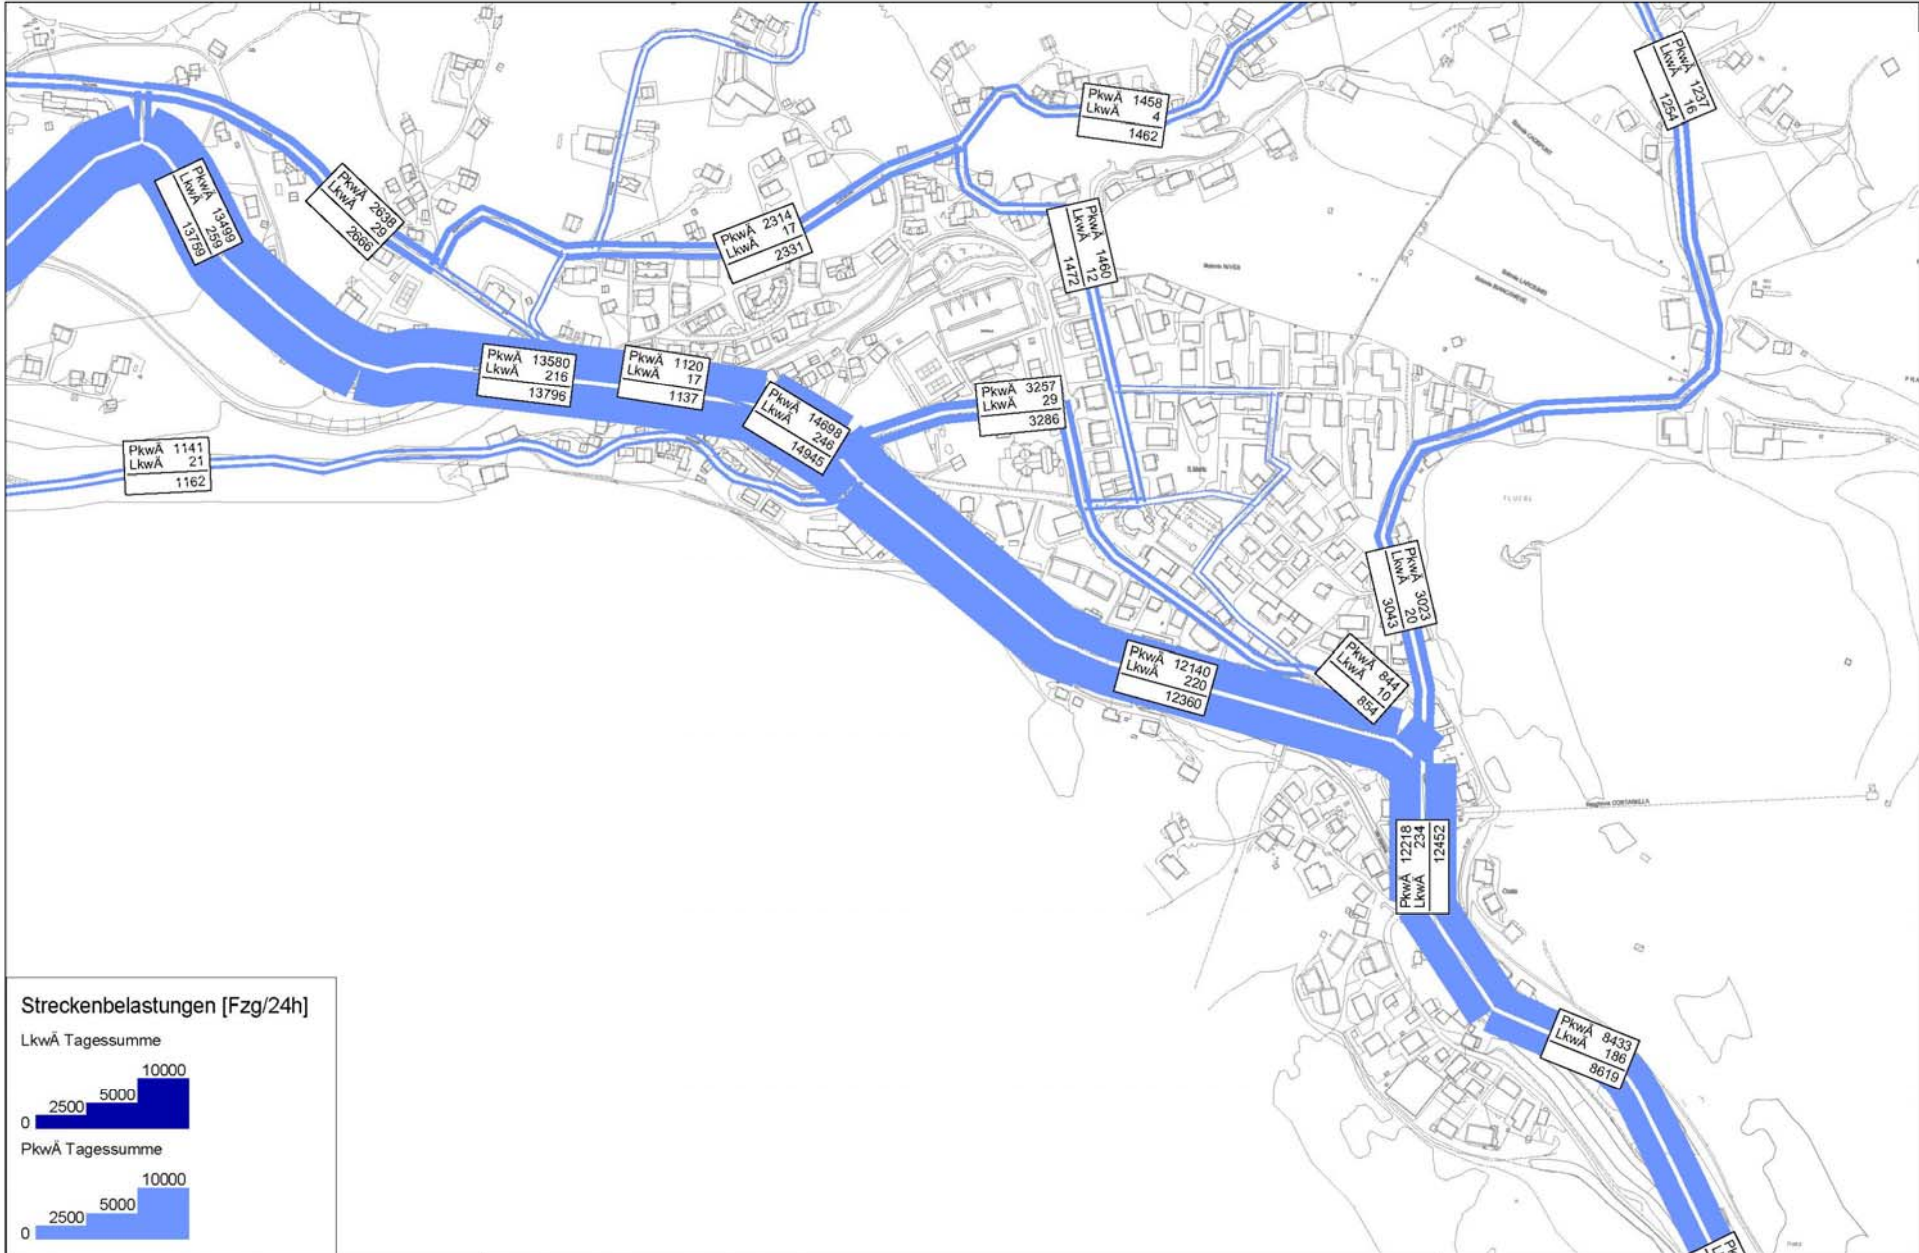 PkwÄ 1237
LkwÄ 16
1254
PkwÄ 1458
LkwÄ 4
1462
PkwÄ 13499
LkwÄ 259
13759
PkwÄ 2638
LkwÄ 29
2666
PkwÄ 2314
LkwÄ 17
2331
PkwÄ 1460
LkwÄ 12
1472
PkwÄ 13580
LkwÄ 216
13796
PkwÄ 1120
LkwÄ 17
1137
PkwÄ 14698
LkwÄ 246
14945
PkwÄ 3257
LkwÄ 29
3286
PkwÄ 1141
LkwÄ 21
1162
PkwÄ 3023
LkwÄ 20
3043
PkwÄ 12140
LkwÄ 220
12360
PkwÄ 844
LkwÄ 10
854
PkwÄ 12218
LkwÄ 234
12452
PkwÄ 8433
LkwÄ 186
8619
Streckenbelastungen [Fzg/24h]
LkwÄ Tagessumme
0 2500 5000 10000
PkwÄ Tagessumme
0 2500 5000 10000